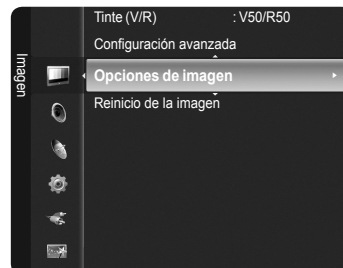 Imagen
Tinte (V/R) : V50/R50
Configuración avanzada
Opciones de imagen
Reinicio de la imagen